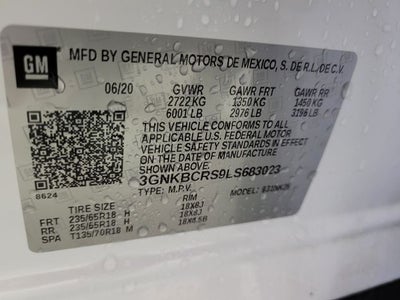 GM
MFD BY GENERAL MOTORS DE MEXICO, S. DE R.L. DE C.V.
06/20 GVWR GAWR FRT GAWR RR
2722 KG 1350 KG 1450 KG
6001 LB 2976 LB 3196 LB
THIS VEHICLE CONFORMS TO ALL
APPLICABLE U.S. FEDERAL MOTOR
VEHICLE SAFETY STANDARDS IN EFFECT
ON THE DATE OF MANUFACTURE
SHOWN ABOVE.
3GNKBCRS9LS683023
8624 TYPE: M.P.V. MODEL:
TIRE SIZE RIM
FRT 235/65R18 H 18X8J
RR 235/65R18 H 18X8J
SPA T135/70R18 M 18X4.5B